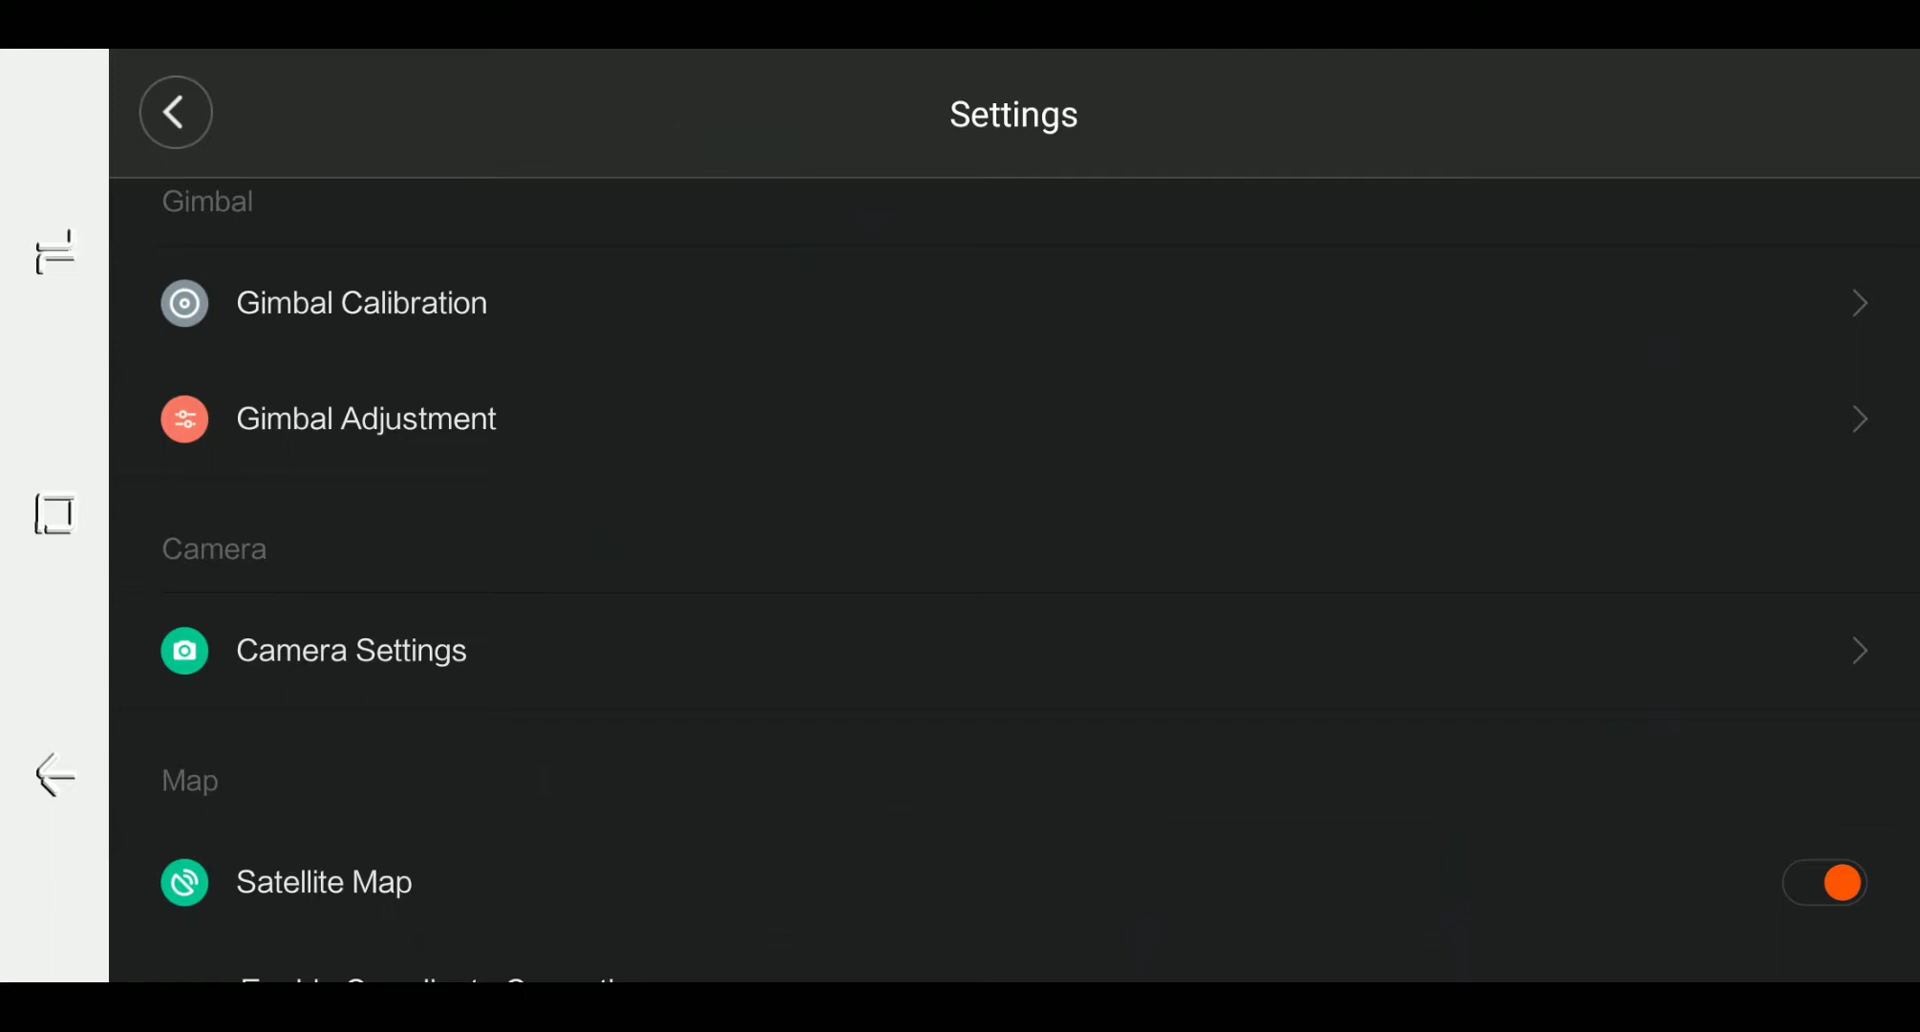 Settings
Gimbal
Gimbal Calibration
Gimbal Adjustment
Camera
Camera Settings
Map
Satellite Map